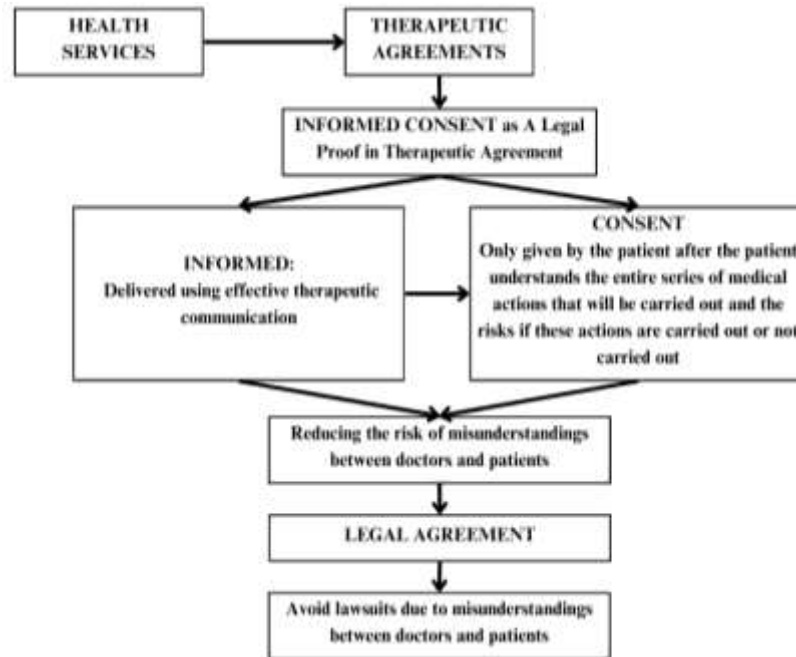 HEALTH
SERVICES
THERAPEUTIC
AGREEMENTS
INFORMED CONSENT as A Legal
Proof in Therapeutic Agreement
INFORMED:
Delivered using effective therapeutic
communication
CONSENT
Only given by the patient after the patient
understands the entire series of medical
actions that will be carried out and the
risks if these actions are carried out or not
carried out
Reducing the risk of misunderstandings
between doctors and patients
LEGAL AGREEMENT
Avoid lawsuits due to misunderstandings
between doctors and patients